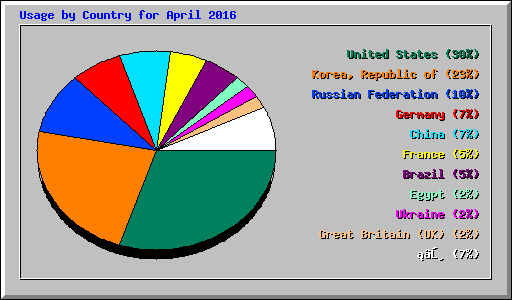 Usage by Country for April 2016
United States (30%)
Korea, Republic of (23%)
Russian Federation (10%)
Germany (7%)
China (7%)
France (5%)
Brazil (5%)
Egypt (2%)
Ukraine (2%)
Great Britain (UK) (2%)
(7%)